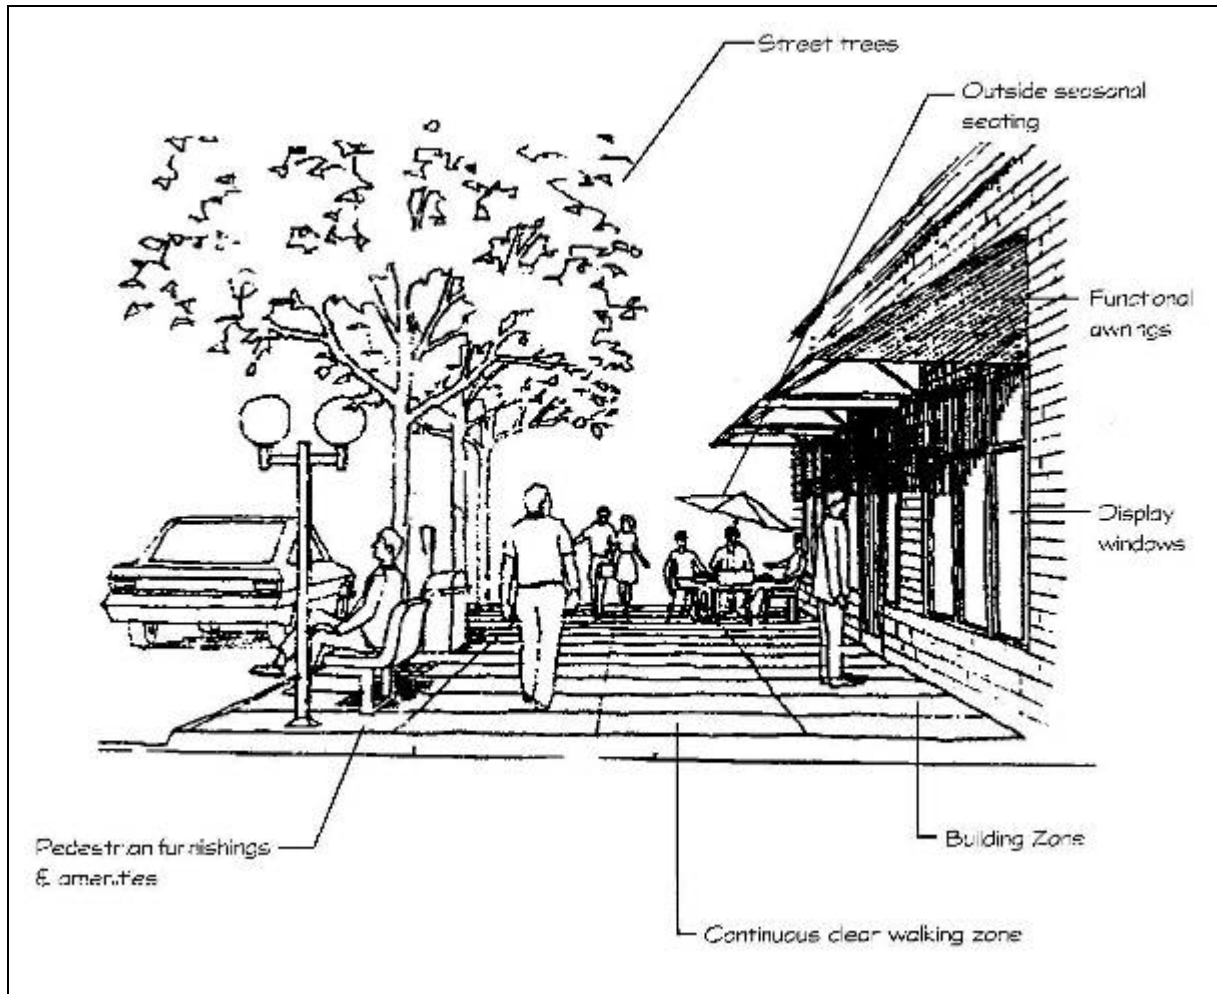 Street trees
Outside seasonal
seating
Functional
awnings
Display
windows
Building Zone
Pedestrian furnishings
& amenities
Continuous clear walking zone